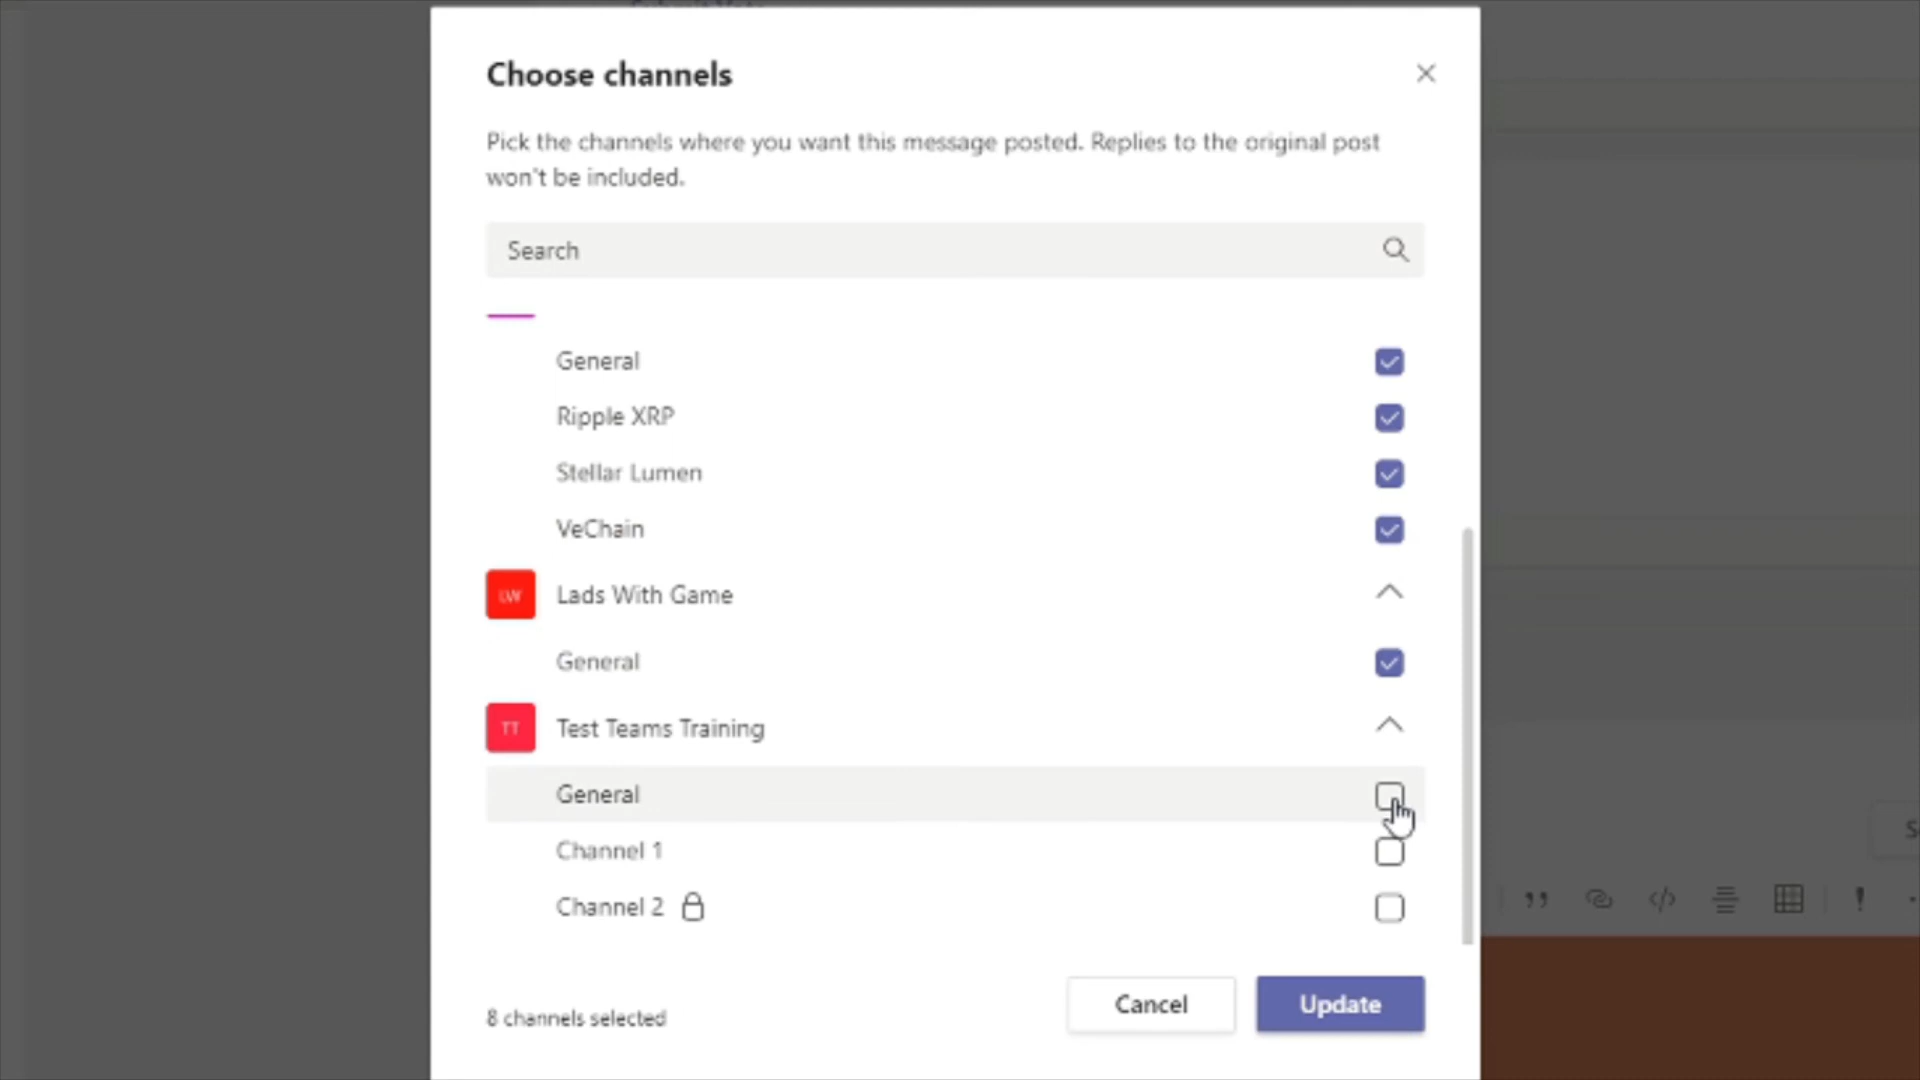 Choose channels
Pick the channels where you want this message posted. Replies to the original post
won't be included.
Search
General
Ripple XRP
Stellar Lumen
VeChain
LW Lads With Game
General
TT Test Teams Training
General
Channel 1
Channel 2
8 channels selected
Cancel
Update